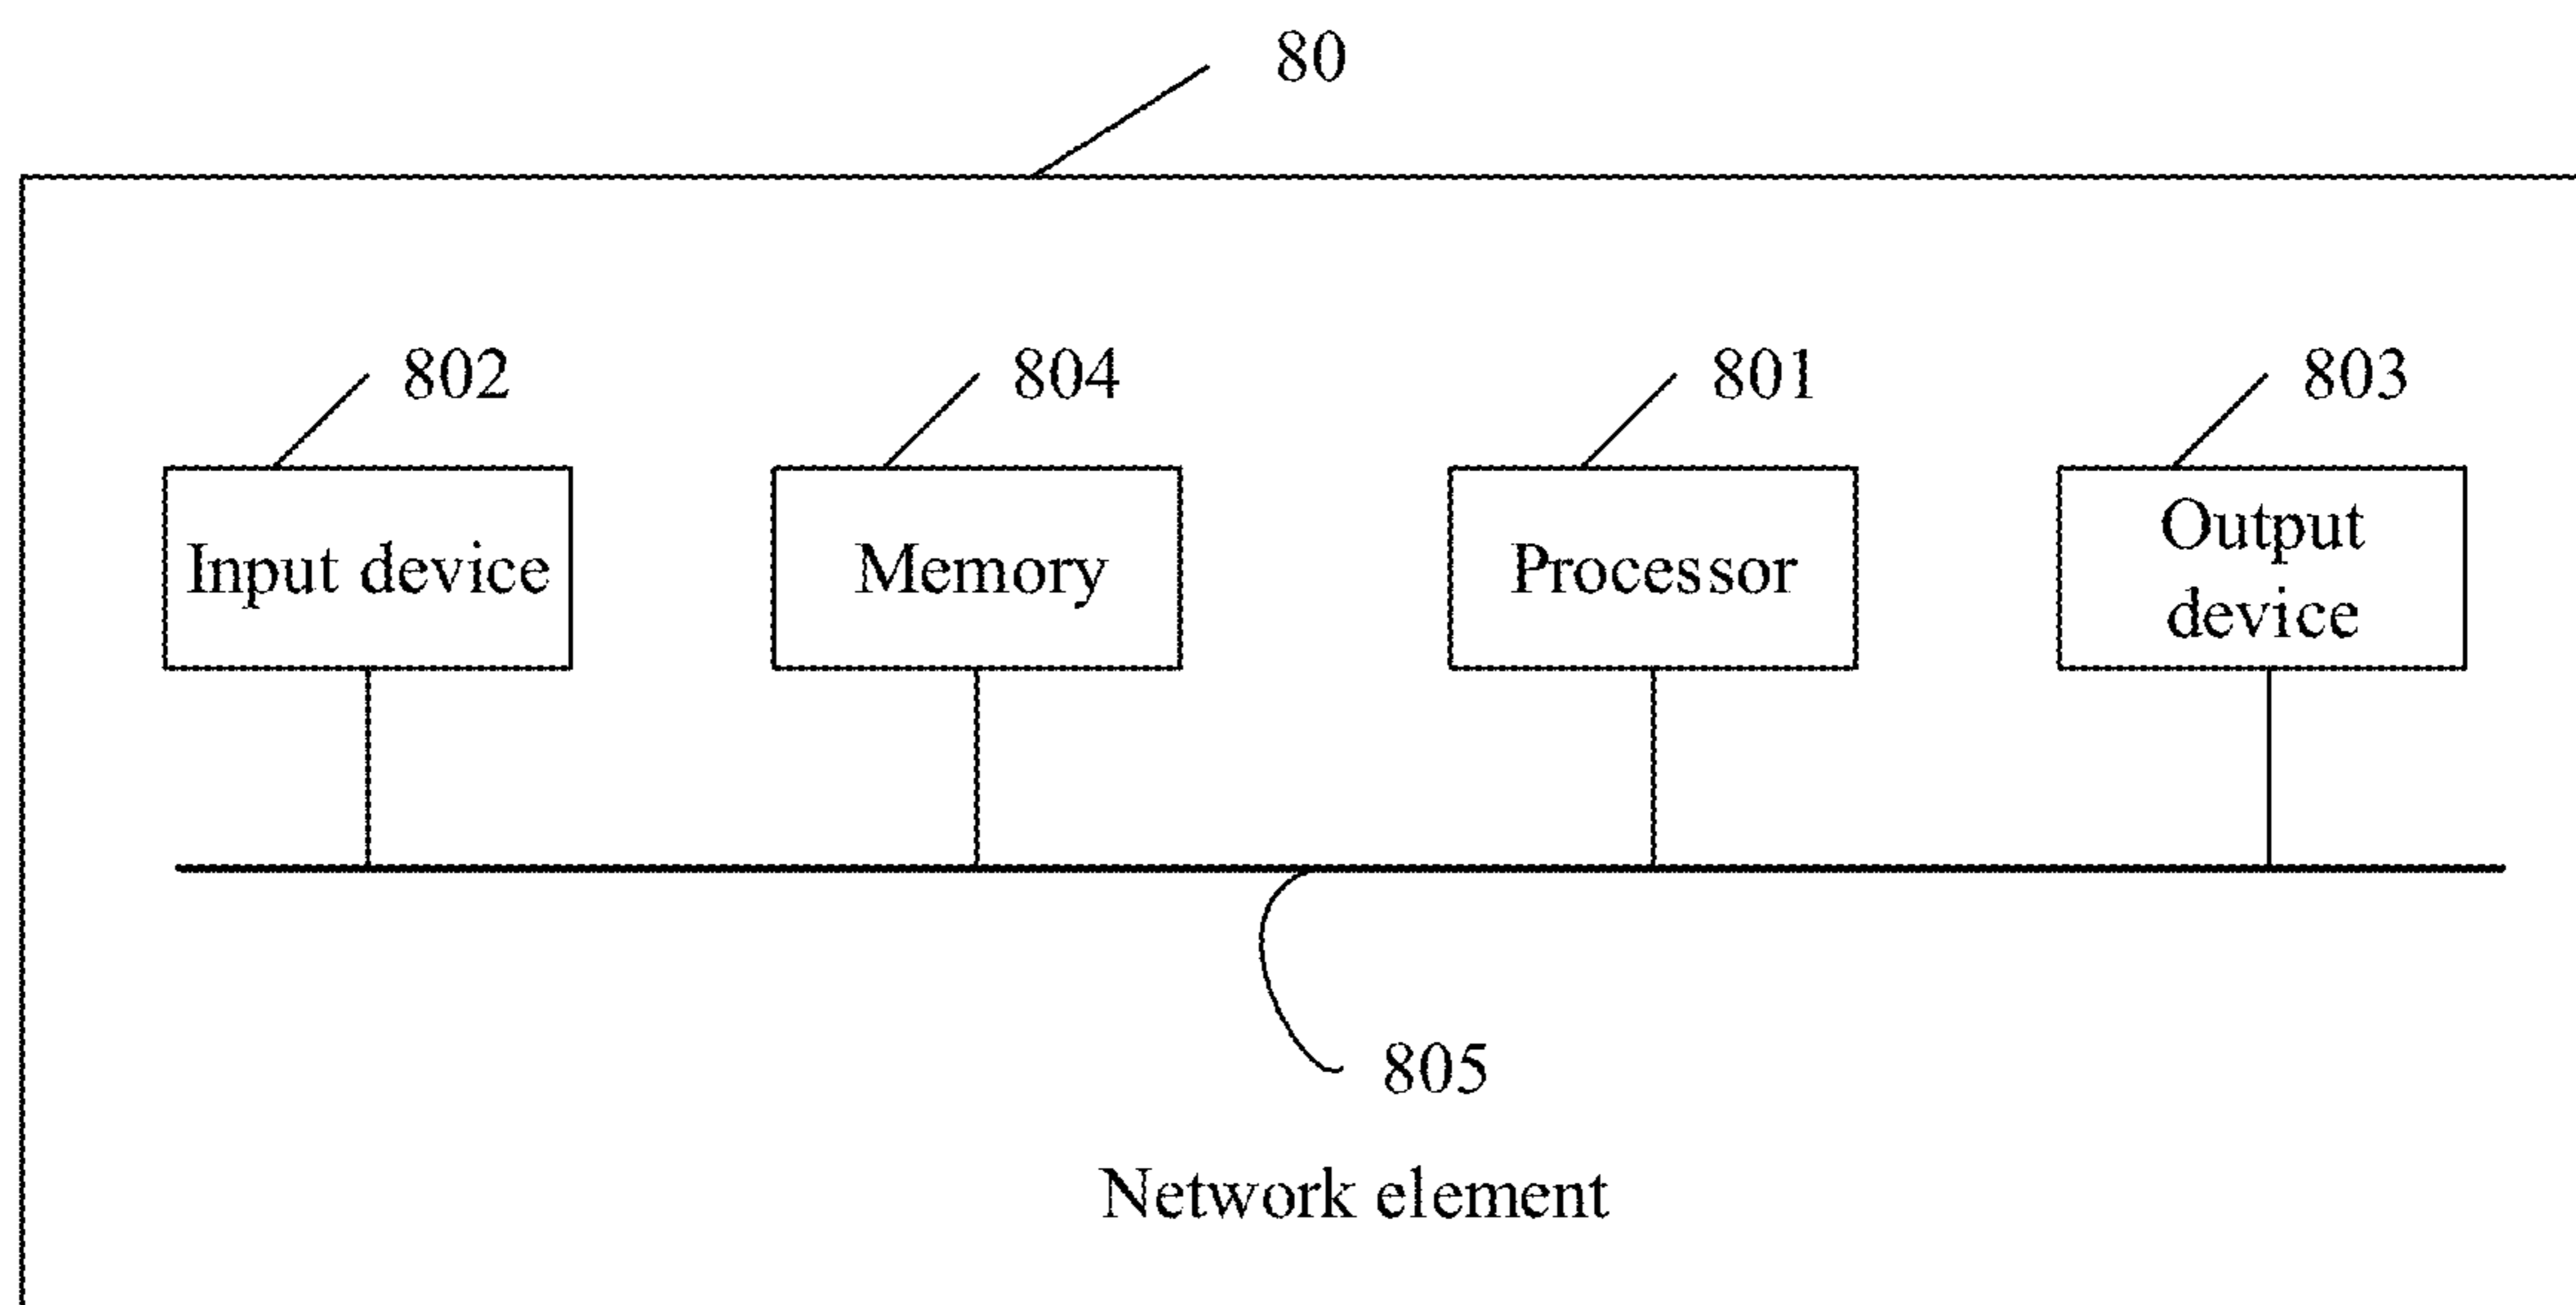 80
802
804
801
803
Input device
Memory
Processor
Output
device
805
Network element